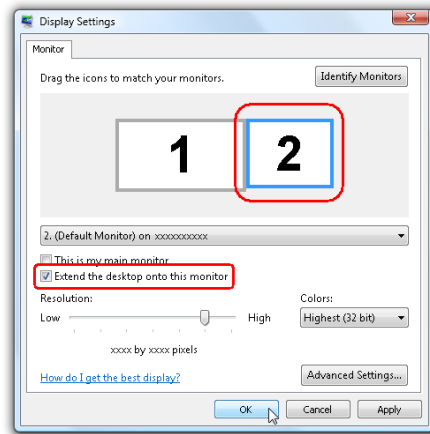 Display Settings
Monitor
Drag the icons to match your monitors.
Identify Monitors
1
2
2. (Default Monitor) on xxxxxxxxxx
This is my main monitor
Extend the desktop onto this monitor
Resolution:
Colors:
Low
High
Highest (32 bit)
xxxx by xxxx pixels
How do I get the best display?
Advanced Settings...
OK
Cancel
Apply